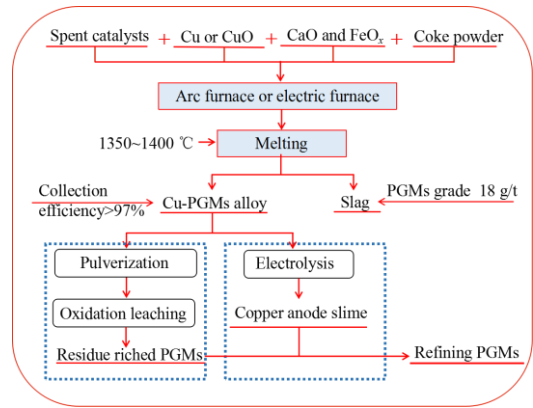 Spent catalysts + Cu or CuO + CaO and FeOₓ + Coke powder
Arc furnace or electric furnace
1350~1400 ℃
Melting
Collection
efficiency>97%
Cu-PGMs alloy
Slag
PGMs grade 18 g/t
Pulverization
Electrolysis
Oxidation leaching
Copper anode slime
Residue riched PGMs
Refining PGMs